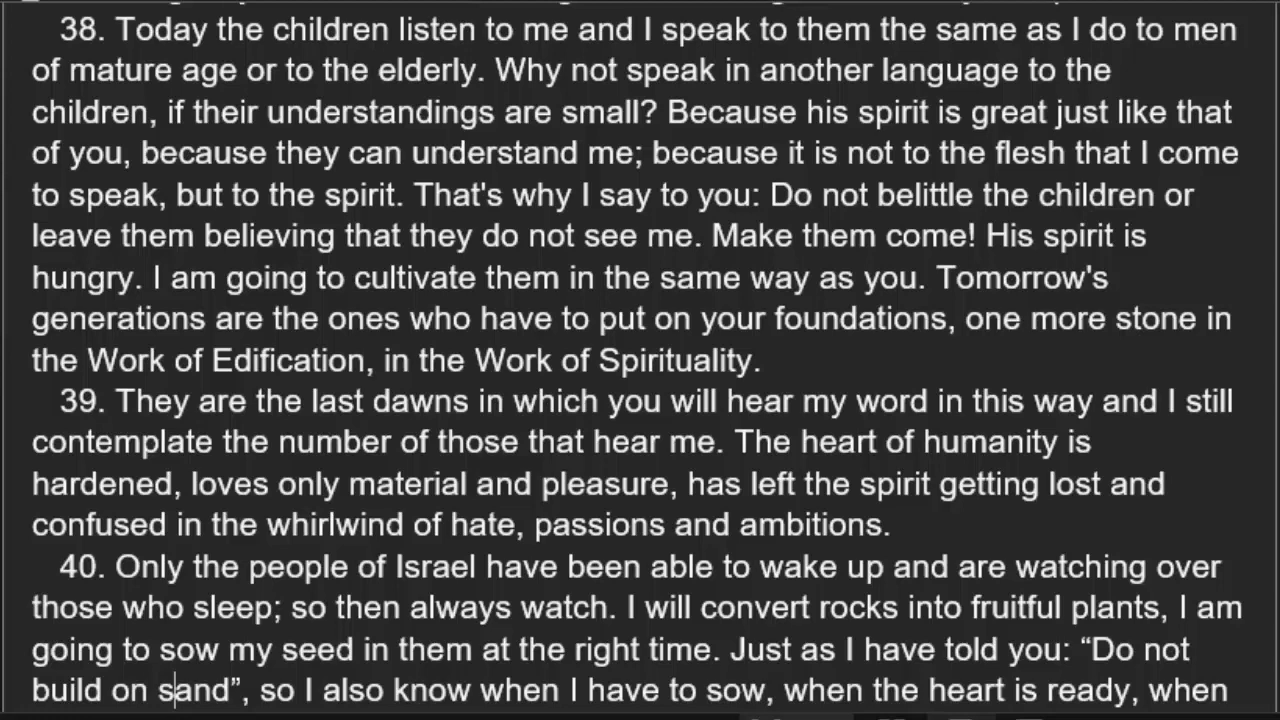 38. Today the children listen to me and I speak to them the same as I do to men
of mature age or to the elderly. Why not speak in another language to the
children, if their understandings are small? Because his spirit is great just like that
of you, because they can understand me; because it is not to the flesh that I come
to speak, but to the spirit. That's why I say to you: Do not belittle the children or
leave them believing that they do not see me. Make them come! His spirit is
hungry. I am going to cultivate them in the same way as you. Tomorrow's
generations are the ones who have to put on your foundations, one more stone in
the Work of Edification, in the Work of Spirituality.
39. They are the last dawns in which you will hear my word in this way and I still
contemplate the number of those that hear me. The heart of humanity is
hardened, loves only material and pleasure, has left the spirit getting lost and
confused in the whirlwind of hate, passions and ambitions.
40. Only the people of Israel have been able to wake up and are watching over
those who sleep; so then always watch. I will convert rocks into fruitful plants, I am
going to sow my seed in them at the right time. Just as I have told you: “Do not
build on sand”, so I also know when I have to sow, when the heart is ready, when